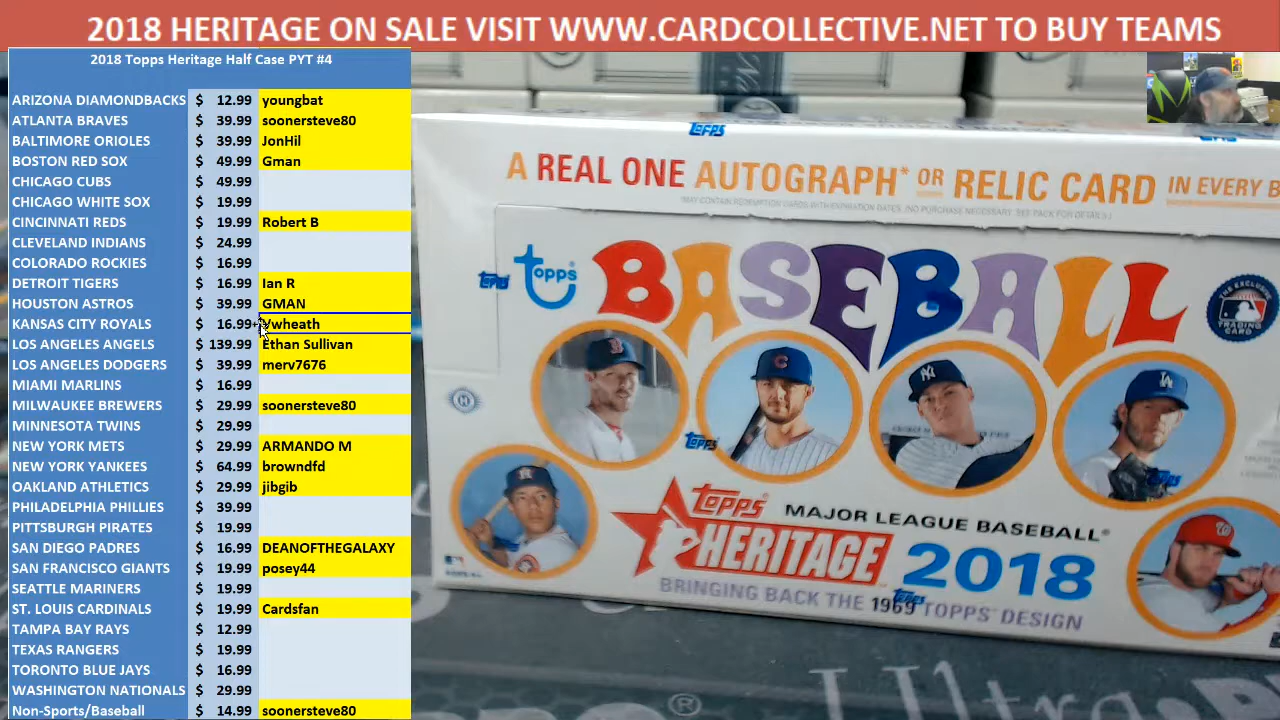 2018 HERITAGE ON SALE VISIT WWW.CARDCOLLECTIVE.NET TO BUY TEAMS
2018 Topps Heritage Half Case PYT #4
ARIZONA DIAMONDBACKS $ 12.99 youngbat
ATLANTA BRAVES $ 39.99 soonersteve80
BALTIMORE ORIOLES $ 39.99 JonHil
BOSTON RED SOX $ 49.99 Gman
CHICAGO CUBS $ 49.99
CHICAGO WHITE SOX $ 19.99
CINCINNATI REDS $ 19.99 Robert B
CLEVELAND INDIANS $ 24.99
COLORADO ROCKIES $ 16.99
DETROIT TIGERS $ 16.99 Ian R
HOUSTON ASTROS $ 39.99 GMAN
KANSAS CITY ROYALS $ 16.99
LOS ANGELES ANGELS $ 139.99 Ethan Sullivan
LOS ANGELES DODGERS $ 39.99 merv7676
MIAMI MARLINS $ 16.99
MILWAUKEE BREWERS $ 29.99 soonersteve80
MINNESOTA TWINS $ 29.99
NEW YORK METS $ 29.99 ARMANDO M
NEW YORK YANKEES $ 64.99 browndfd
OAKLAND ATHLETICS $ 29.99 jibgib
PHILADELPHIA PHILLIES $ 39.99
PITTSBURGH PIRATES $ 19.99
SAN DIEGO PADRES $ 16.99 DEANOFTHEGALAXY
SAN FRANCISCO GIANTS $ 19.99 posey44
SEATTLE MARINERS $ 19.99
ST. LOUIS CARDINALS $ 19.99 Cardsfan
TAMPA BAY RAYS $ 12.99
TEXAS RANGERS $ 19.99
TORONTO BLUE JAYS $ 16.99
WASHINGTON NATIONALS $ 29.99
Non-Sports/Baseball $ 14.99 soonersteve80
TOPPS
A REAL ONE AUTOGRAPH* OR RELIC CARD IN EVERY B
topps
BASEBALL
TOPPS
MAJOR LEAGUE BASEBALL®
HERITAGE 2018
BRINGING BACK THE 1969 TOPPS® DESIGN